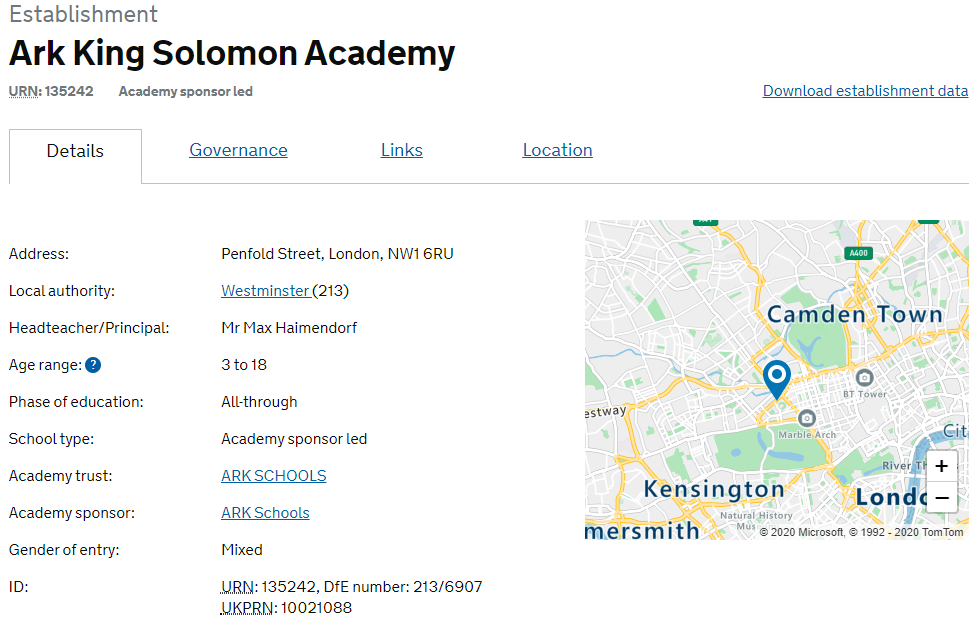 Establishment
Ark King Solomon Academy
URN: 135242 Academy sponsor led
Download establishment data
Details Governance Links Location
Address: Penfold Street, London, NW1 6RU
Local authority: Westminster (213)
Headteacher/Principal: Mr Max Haimendorf
Age range: ? 3 to 18
Phase of education: All-through
School type: Academy sponsor led
Academy trust: ARK SCHOOLS
Academy sponsor: ARK Schools
Gender of entry: Mixed
ID: URN: 135242, DfE number: 213/6907
UKPRN: 10021088
A400
Camden Town
BT Tower
estway
Marble Arch
Cit
River Th
+
Kensington
Londo
−
Natural History
Mus
mersmith
© 2020 Microsoft, © 1992 - 2020 TomTom